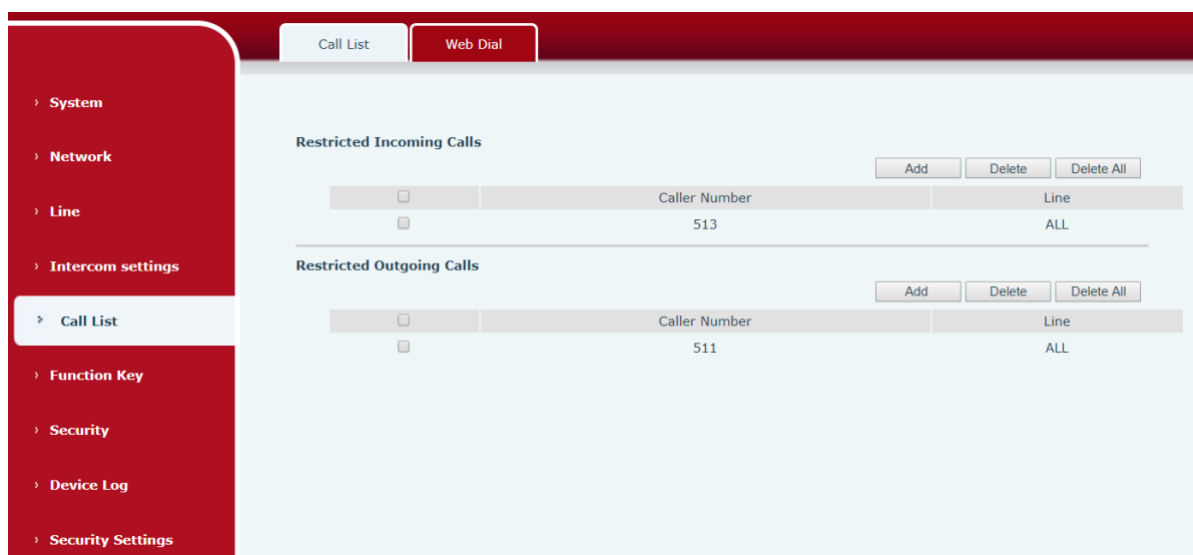 Call List
Web Dial
System
Network
Line
Intercom settings
Call List
Function Key
Security
Device Log
Security Settings
Restricted Incoming Calls
Add Delete Delete All
Caller Number Line
513 ALL
Restricted Outgoing Calls
Add Delete Delete All
Caller Number Line
511 ALL